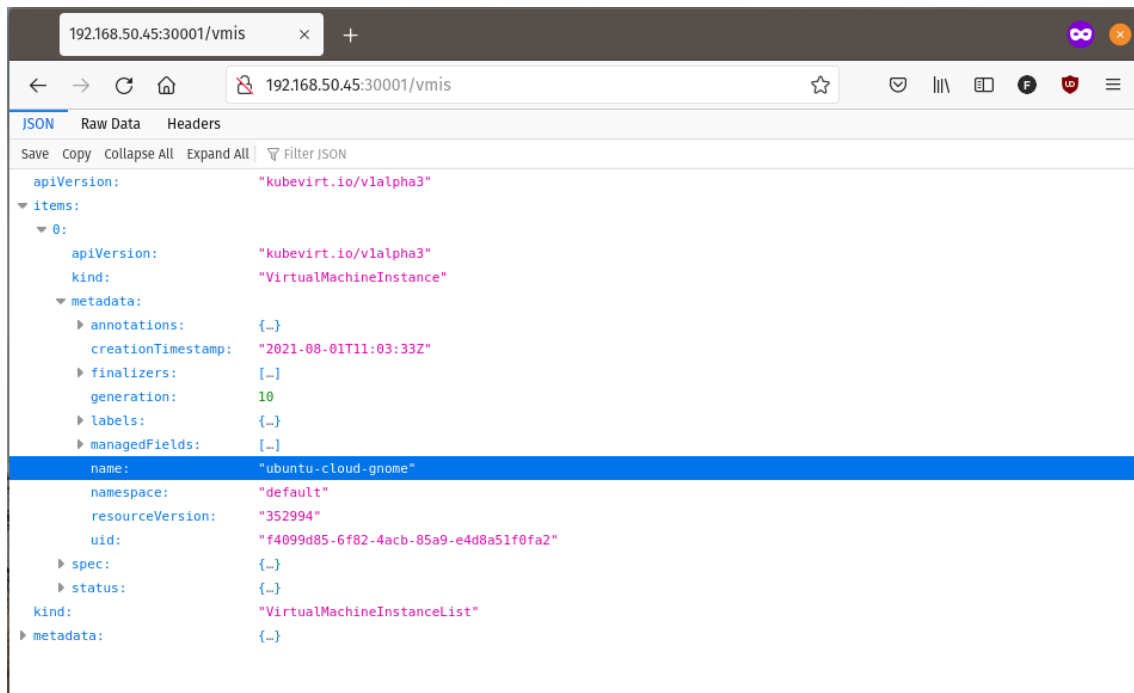 192.168.50.45:30001/vmis
192.168.50.45:30001/vmis
JSON Raw Data Headers
Save Copy Collapse All Expand All Filter JSON
apiVersion: "kubevirt.io/v1alpha3"
items:
0:
apiVersion: "kubevirt.io/v1alpha3"
kind: "VirtualMachineInstance"
metadata:
annotations: {…}
creationTimestamp: "2021-08-01T11:03:33Z"
finalizers: […]
generation: 10
labels: {…}
managedFields: […]
name: "ubuntu-cloud-gnome"
namespace: "default"
resourceVersion: "352994"
uid: "f4099d85-6f82-4acb-85a9-e4d8a51f0fa2"
spec: {…}
status: {…}
kind: "VirtualMachineInstanceList"
metadata: {…}